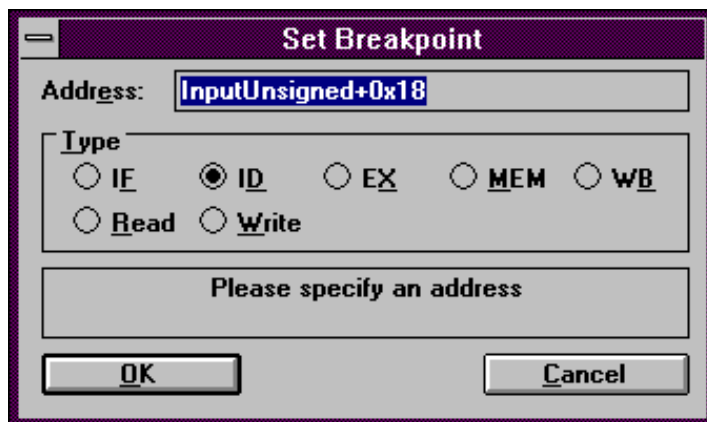 Set Breakpoint
Address: InputUnsigned+0x18
Type
IF ID EX MEM WB
Read Write
Please specify an address
OK Cancel